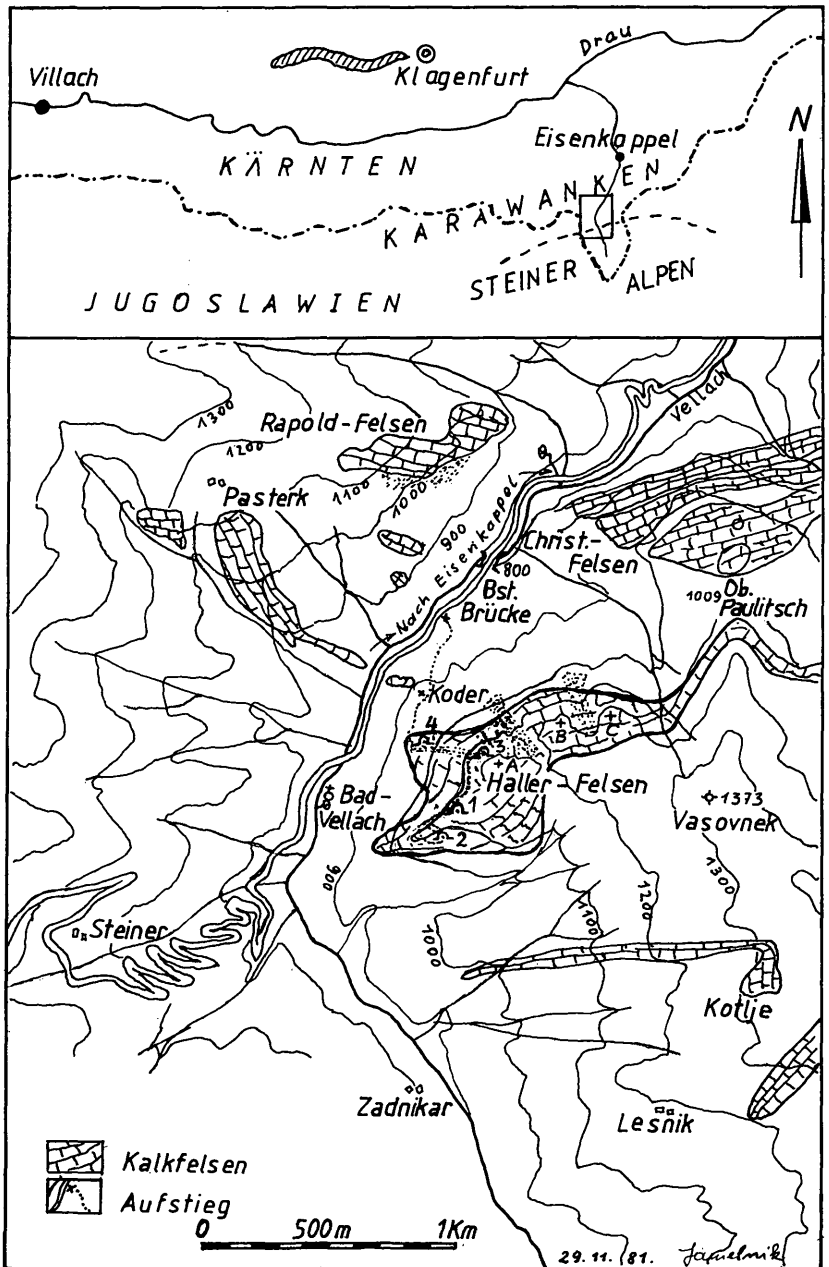 Drau
Klagenfurt
Villach
N
Eisenkappel
KÄRNTEN
KARAWANKEN
STEINER ALPEN
JUGOSLAWIEN
Vellach
1300
Rapold-Felsen
1200
Pasterk
1100
1000
900
Nach Eisenkappel
Christ.-
Felsen
800
Bst.
Brücke
1009 Ob.
Paulitsch
Koder
4
3
B
C
A
Haller-Felsen
1
2
Bad-
Vellach
1373
Vasovnek
900
1300
1200
1100
1000
Steiner
Kotlje
Zadnikar
Lesnik
Kalkfelsen
Aufstieg
0 500m 1Km
29.11.81. Jamelnik